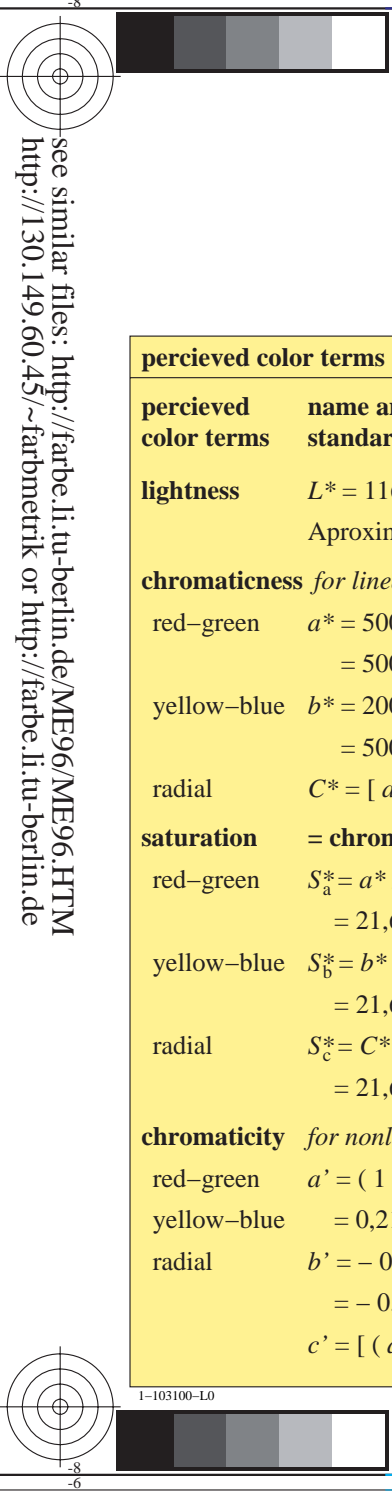 -8
see similar files: http://farbe.li.tu-berlin.de/ME96/ME96.HTM
http://130.149.60.45/~farbmetrik or http://farbe.li.tu-berlin.de
percieved color terms
percieved name a
color terms standar
lightness L* = 11
Aproxin
chromaticness for line
red−green a* = 500
= 500
yellow−blue b* = 200
= 500
radial C* = [ a
saturation = chrom
red−green S*a = a*
= 21,
yellow−blue S*b = b*
= 21,
radial S*c = C*
= 21,
chromaticity for nonl
red−green a’ = ( 1
yellow−blue = 0,2
radial b’ = − 0
= − 0
c’ = [ ( a
1−103100−L0
-8
-6